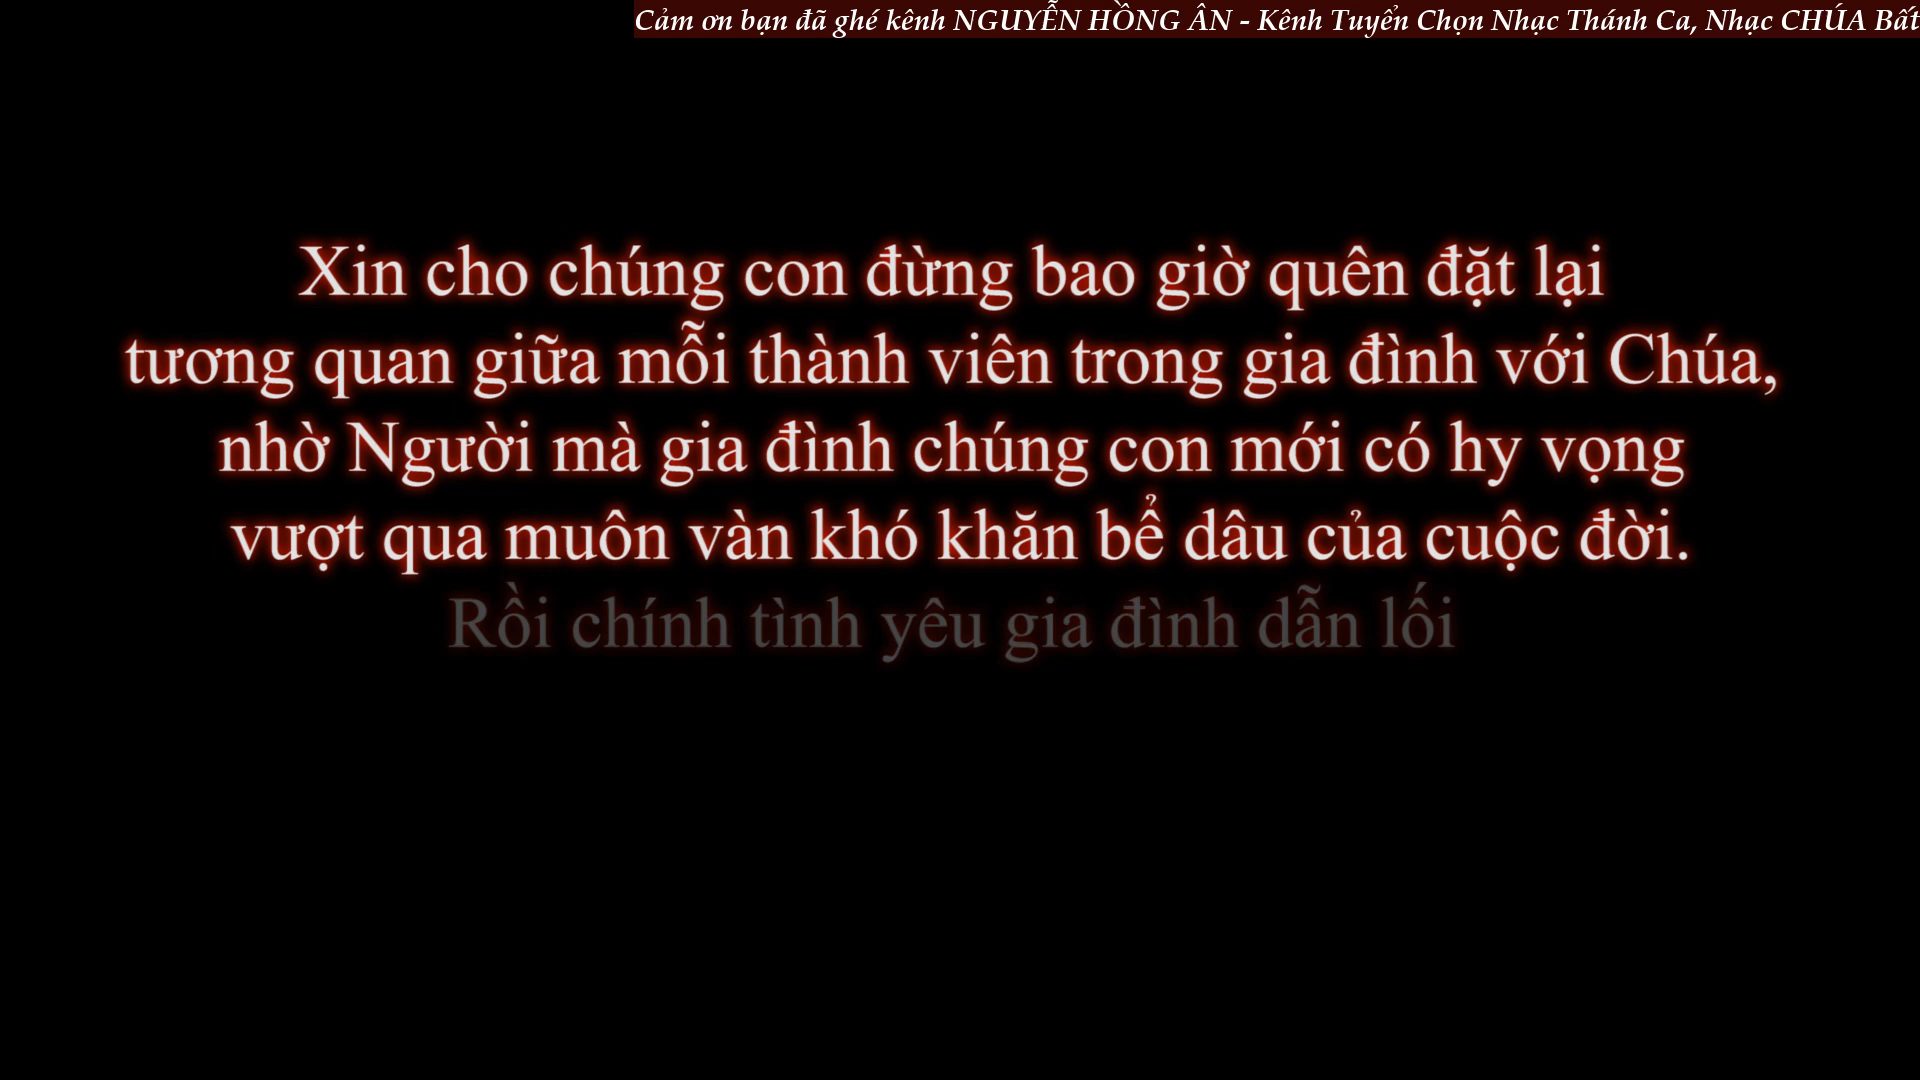 Cảm ơn bạn đã ghé kênh NGUYỄN HỒNG ÂN - Kênh Tuyển Chọn Nhạc Thánh Ca, Nhạc CHÚA Bất
Xin cho chúng con đừng bao giờ quên đặt lại
tương quan giữa mỗi thành viên trong gia đình với Chúa,
nhờ Người mà gia đình chúng con mới có hy vọng
vượt qua muôn vàn khó khăn bể dâu của cuộc đời.
Rồi chính tình yêu gia đình dẫn lối